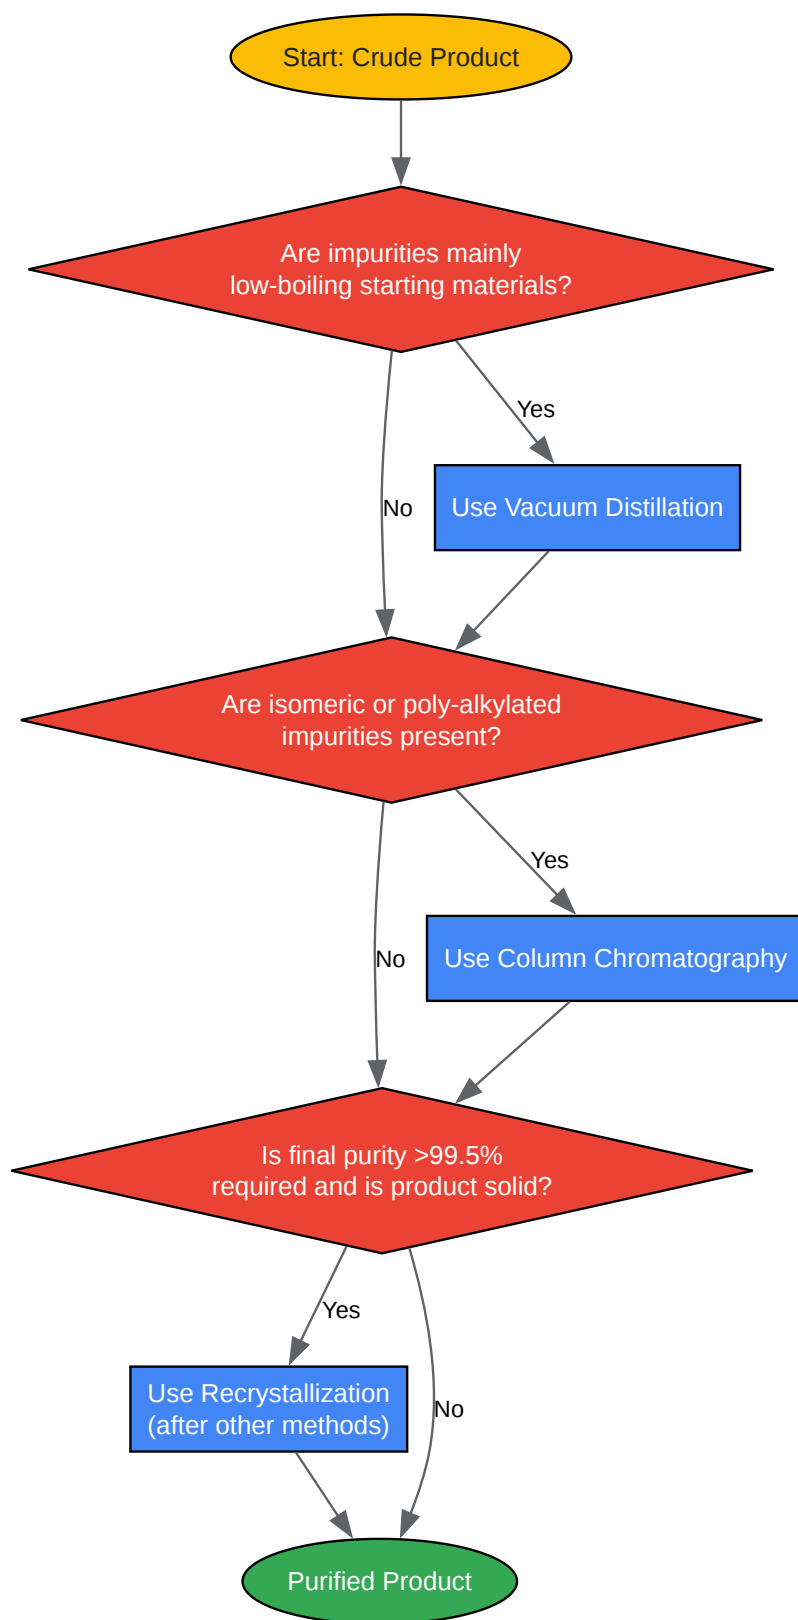 Start: Crude Product
Are impurities mainly
low-boiling starting materials?
Yes
Use Vacuum Distillation
No
Are isomeric or poly-alkylated
impurities present?
Yes
Use Column Chromatography
No
Is final purity >99.5%
required and is product solid?
Yes
Use Recrystallization
(after other methods)
No
Purified Product